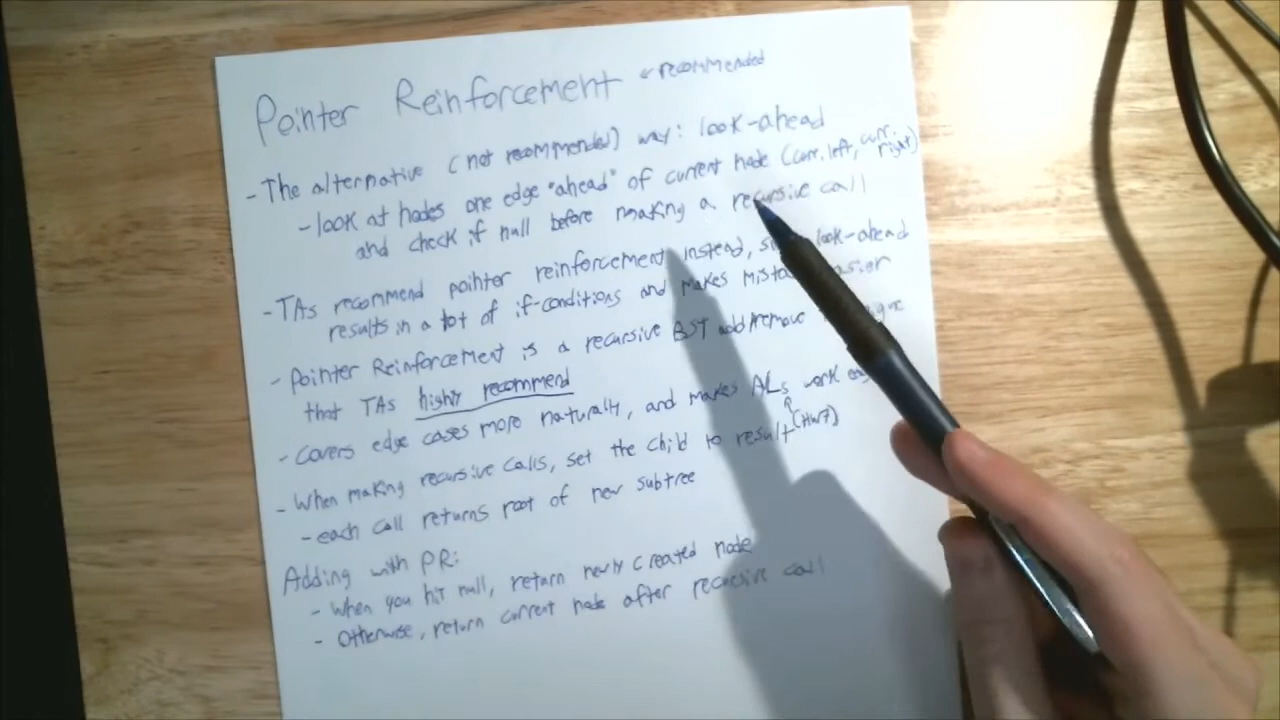 Pointer Reinforcement ← recommended
- The alternative (not recommended) way: look-ahead
- look at nodes one edge "ahead" of current node (curr.left, curr.right)
and check if null before making a recursive call
- TAs recommend pointer reinforcement instead, look-ahead
results in a lot of if-conditions and makes easier
- Pointer Reinforcement is a recursive BST add/remove
that TAs highly recommend
- Covers edge cases more naturally, and makes AVLs work
(HW7)
- When making recursive calls, set the child to result
- each call returns root of new subtree
Adding with PR:
- When you hit null, return newly created node
- Otherwise, return current node after recursive call